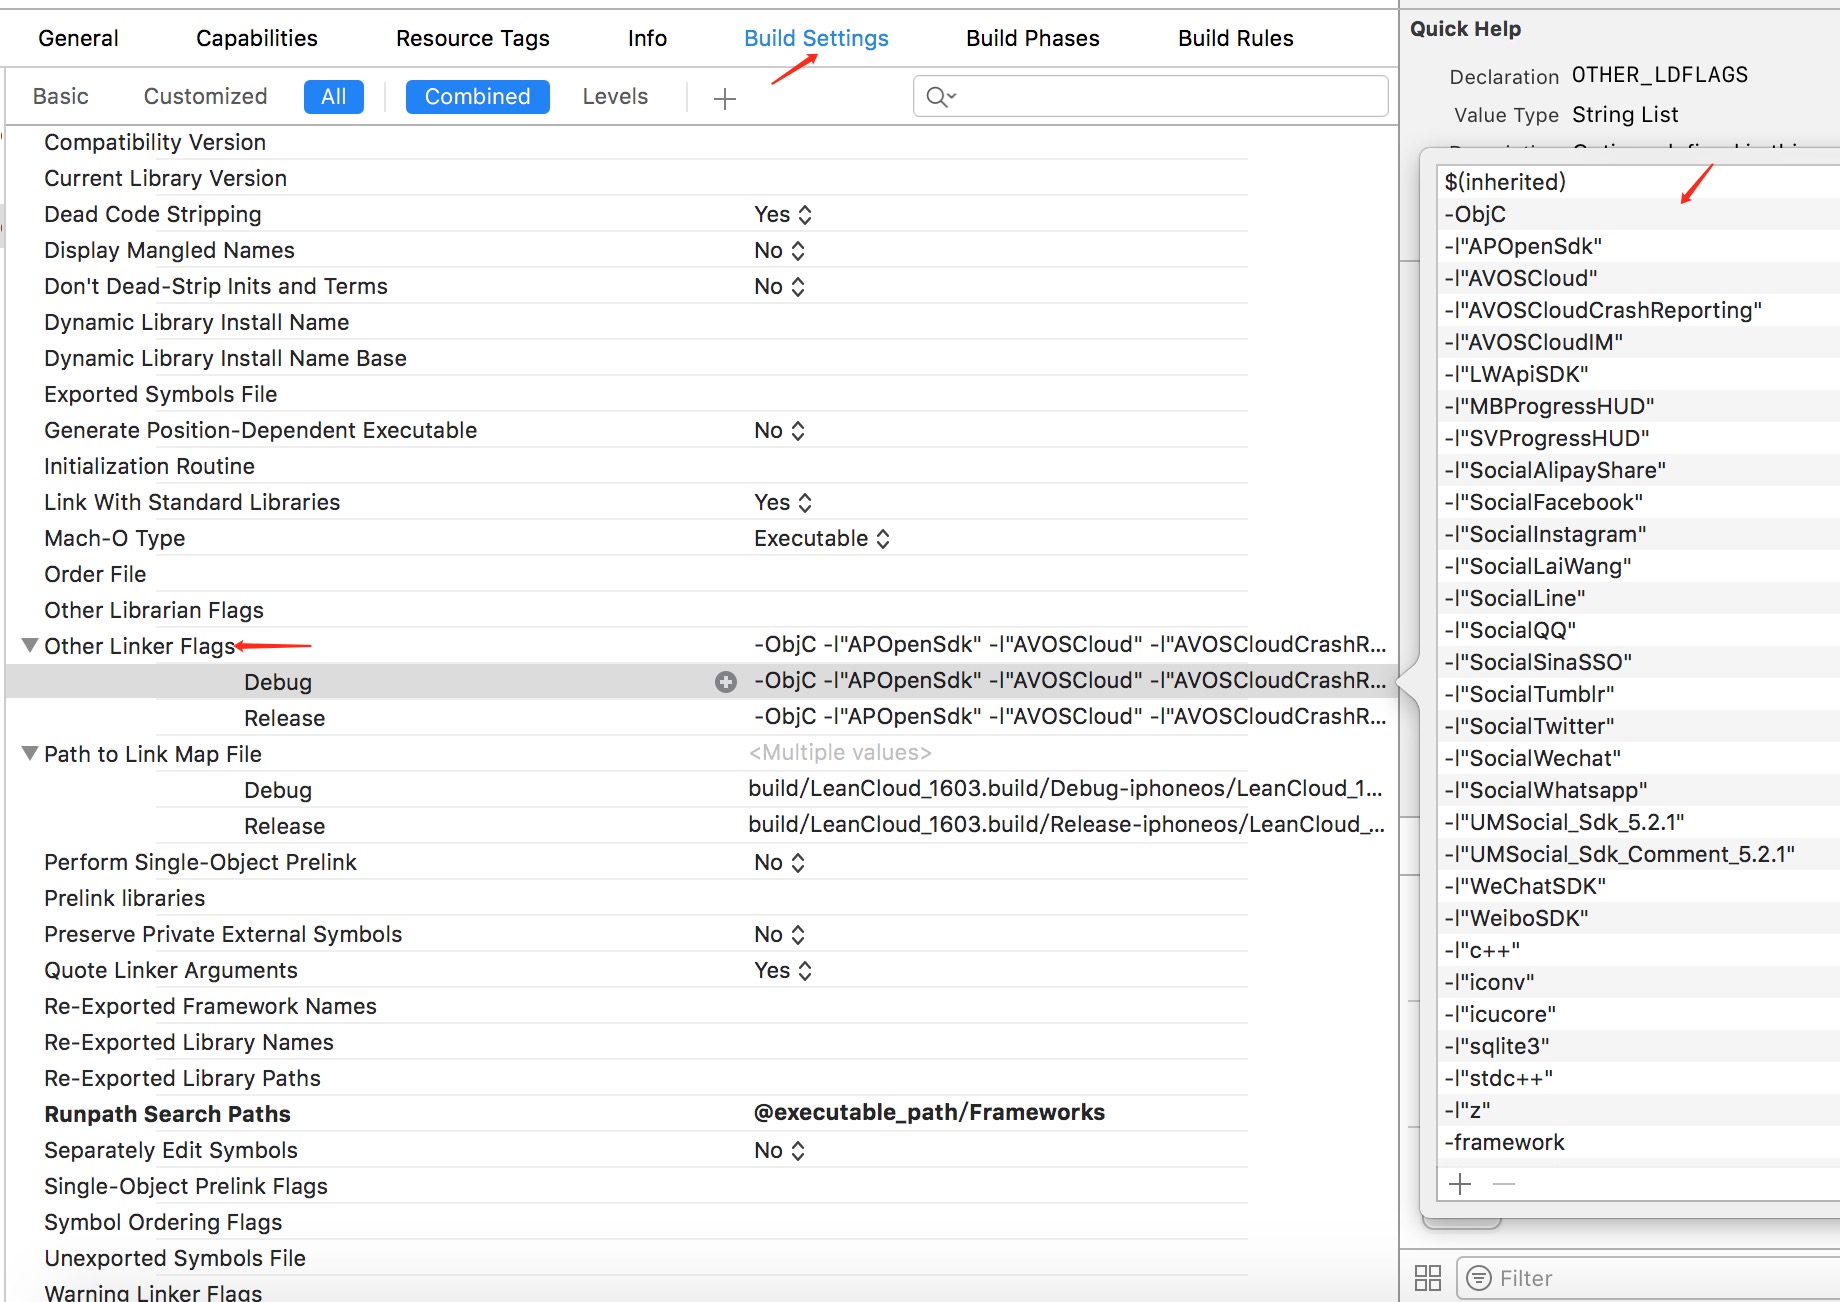 General Capabilities Resource Tags Info Build Settings Build Phases Build Rules
Basic Customized All Combined Levels
Compatibility Version
Current Library Version
Dead Code Stripping Yes
Display Mangled Names No
Don't Dead-Strip Inits and Terms No
Dynamic Library Install Name
Dynamic Library Install Name Base
Exported Symbols File
Generate Position-Dependent Executable No
Initialization Routine
Link With Standard Libraries Yes
Mach-O Type Executable
Order File
Other Librarian Flags
Other Linker Flags -ObjC -l"APOpenSdk" -l"AVOSCloud" -l"AVOSCloudCrashR...
Debug -ObjC -l"APOpenSdk" -l"AVOSCloud" -l"AVOSCloudCrashR...
Release -ObjC -l"APOpenSdk" -l"AVOSCloud" -l"AVOSCloudCrashR...
Path to Link Map File <Multiple values>
Debug build/LeanCloud_1603.build/Debug-iphoneos/LeanCloud_1...
Release build/LeanCloud_1603.build/Release-iphoneos/LeanCloud_...
Perform Single-Object Prelink No
Prelink libraries
Preserve Private External Symbols No
Quote Linker Arguments Yes
Re-Exported Framework Names
Re-Exported Library Names
Re-Exported Library Paths
Runpath Search Paths @executable_path/Frameworks
Separately Edit Symbols No
Single-Object Prelink Flags
Symbol Ordering Flags
Unexported Symbols File
Warning Linker Flags
Quick Help
Declaration OTHER_LDFLAGS
Value Type String List
$(inherited)
-ObjC
-l"APOpenSdk"
-l"AVOSCloud"
-l"AVOSCloudCrashReporting"
-l"AVOSCloudIM"
-l"LWApiSDK"
-l"MBProgressHUD"
-l"SVProgressHUD"
-l"SocialAlipayShare"
-l"SocialFacebook"
-l"SocialInstagram"
-l"SocialLaiWang"
-l"SocialLine"
-l"SocialQQ"
-l"SocialSinaSSO"
-l"SocialTumblr"
-l"SocialTwitter"
-l"SocialWechat"
-l"SocialWhatsapp"
-l"UMSocial_Sdk_5.2.1"
-l"UMSocial_Sdk_Comment_5.2.1"
-l"WeChatSDK"
-l"WeiboSDK"
-l"c++"
-l"iconv"
-l"icucore"
-l"sqlite3"
-l"stdc++"
-l"z"
-framework
Filter